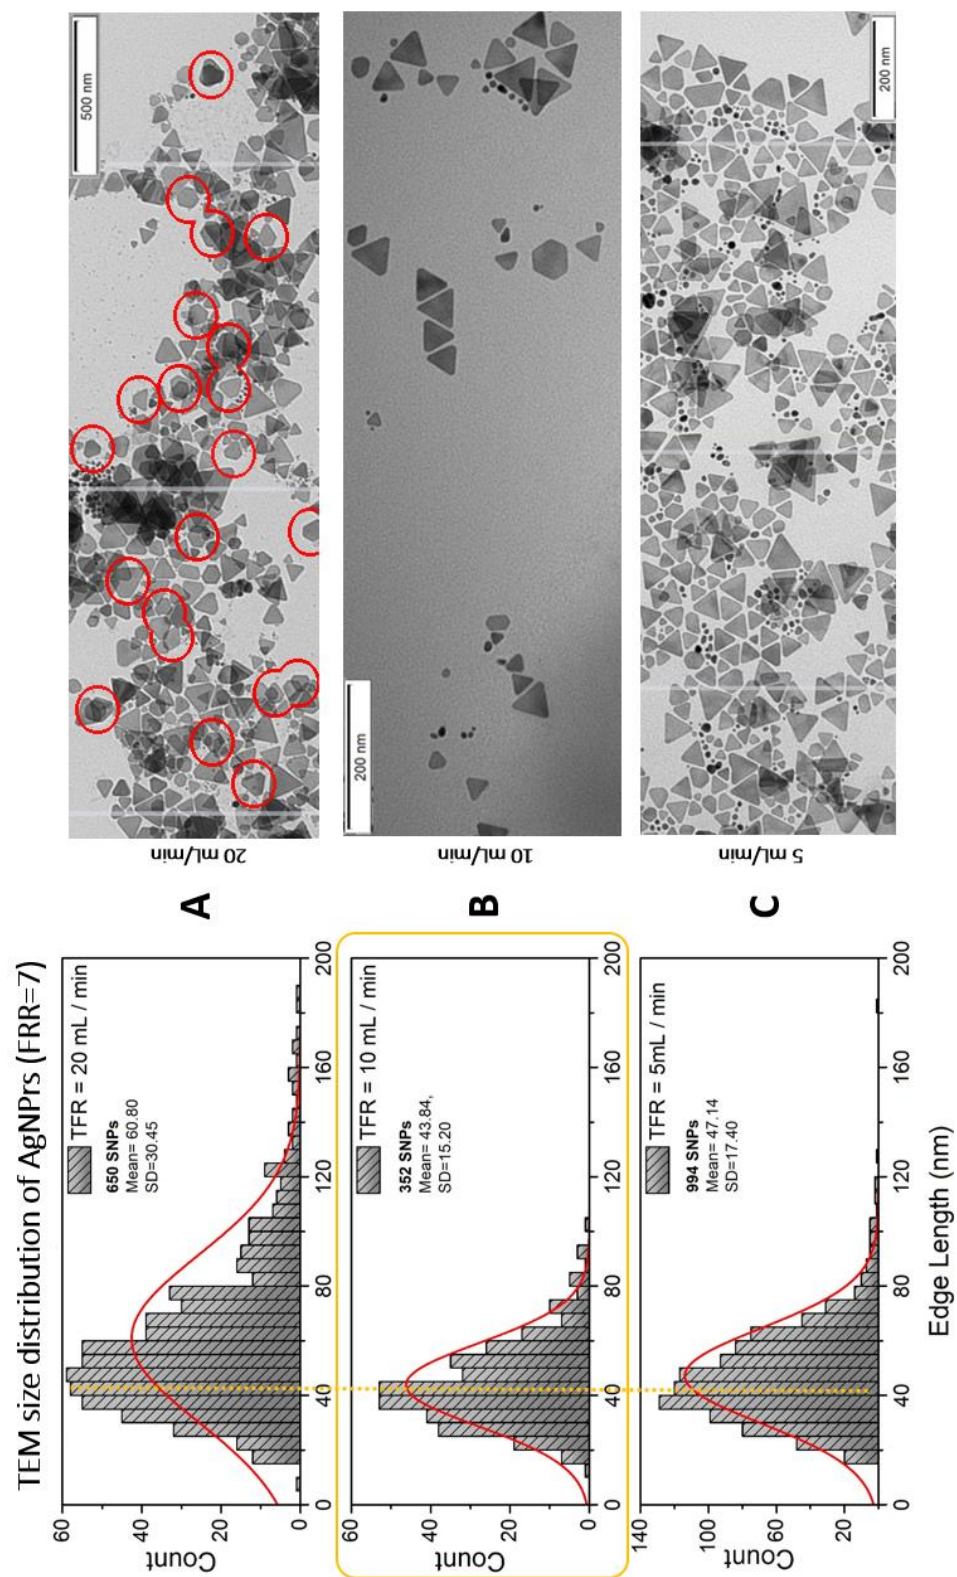 TEM size distribution of AgNPrs (FRR=7)
60
40
20
0
Count
TFR = 20 mL / min
650 SNPs
Mean= 60.80
SD=30.45
0
40
80
120
160
200
A
20 mL/min
500 nm
60
40
20
0
Count
TFR = 10 mL / min
352 SNPs
Mean= 43.84,
SD=15.20
0
40
80
120
160
200
B
10 mL/min
200 nm
140
100
60
20
Count
TFR = 5mL / min
994 SNPs
Mean= 47.14
SD=17.40
0
40
80
120
160
200
Edge Length (nm)
C
5 mL/min
200 nm